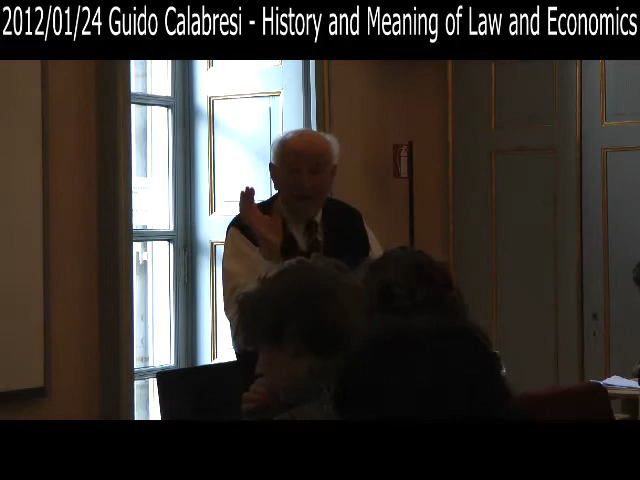 2012/01/24 Guido Calabresi - History and Meaning of Law and Economics